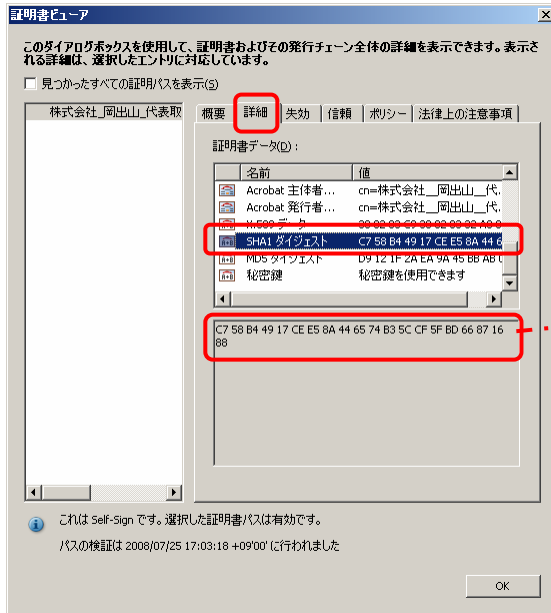 証明書ビューア
このダイアログボックスを使用して、証明書およびその発行チェーン全体の詳細を表示できます。表示さ
れる詳細は、選択したエントリに対応しています。
見つかったすべての証明パスを表示(S)
株式会社_岡出山_代表取
概要 詳細 失効 信頼 ポリシー 法律上の注意事項
証明書データ(D) :
名前 値
Acrobat 主体者... cn=株式会社__岡出山__代.
Acrobat 発行者... cn=株式会社__岡出山__代.
SHA1 ダイジェスト C7 58 B4 49 17 CE E5 8A 44 6
MD5 ダイジェスト D9 12 1F 2A EA 9A 45 BB AB
秘密鍵 秘密鍵を使用できます
C7 58 B4 49 17 CE E5 8A 44 65 74 B3 5C CF 5F BD 66 87 16
88
これは Self-Sign です。選択した証明書パスは有効です。
パスの検証は 2008/07/25 17:03:18 +09'00' に行われました
OK